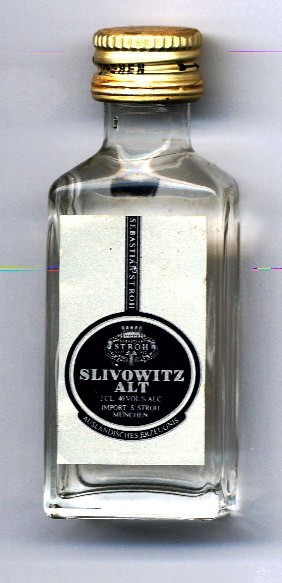 SEBASTIAN STROH
STROH
SLIVOWITZ
ALT
2 CL. 40 VOL.% ALC
IMPORT S. STROH
MÜNCHEN
AUSLÄNDISCHES ERZEUGNIS